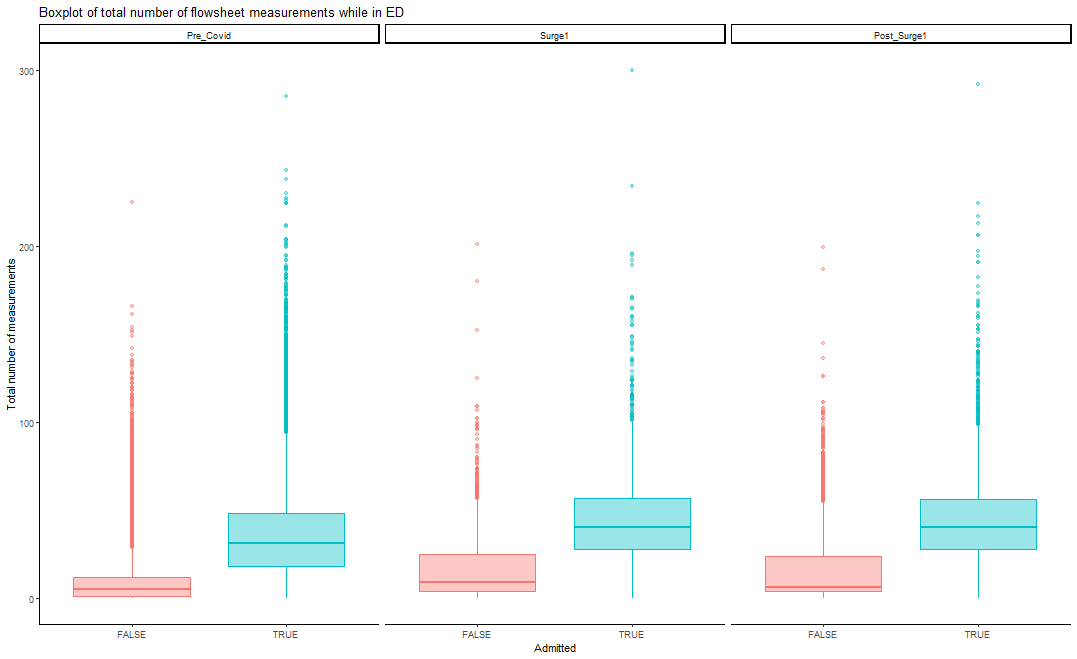 Boxplot of total number of flowsheet measurements while in ED
Pre_Covid
Surge1
Post_Surge1
Total number of measurements
300
200
100
0
FALSE
TRUE
FALSE
TRUE
FALSE
TRUE
Admitted